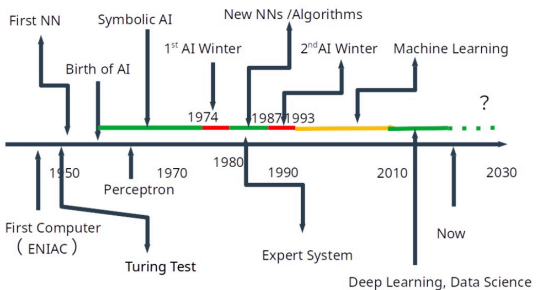 New NNs /Algorithms
First NN
Symbolic AI
1st AI Winter
2nd AI Winter
Machine Learning
Birth of AI
?
1974
1987
1993
1950
1970
1980
1990
2010
2030
Perceptron
First Computer
( ENIAC )
Turing Test
Expert System
Now
Deep Learning, Data Science